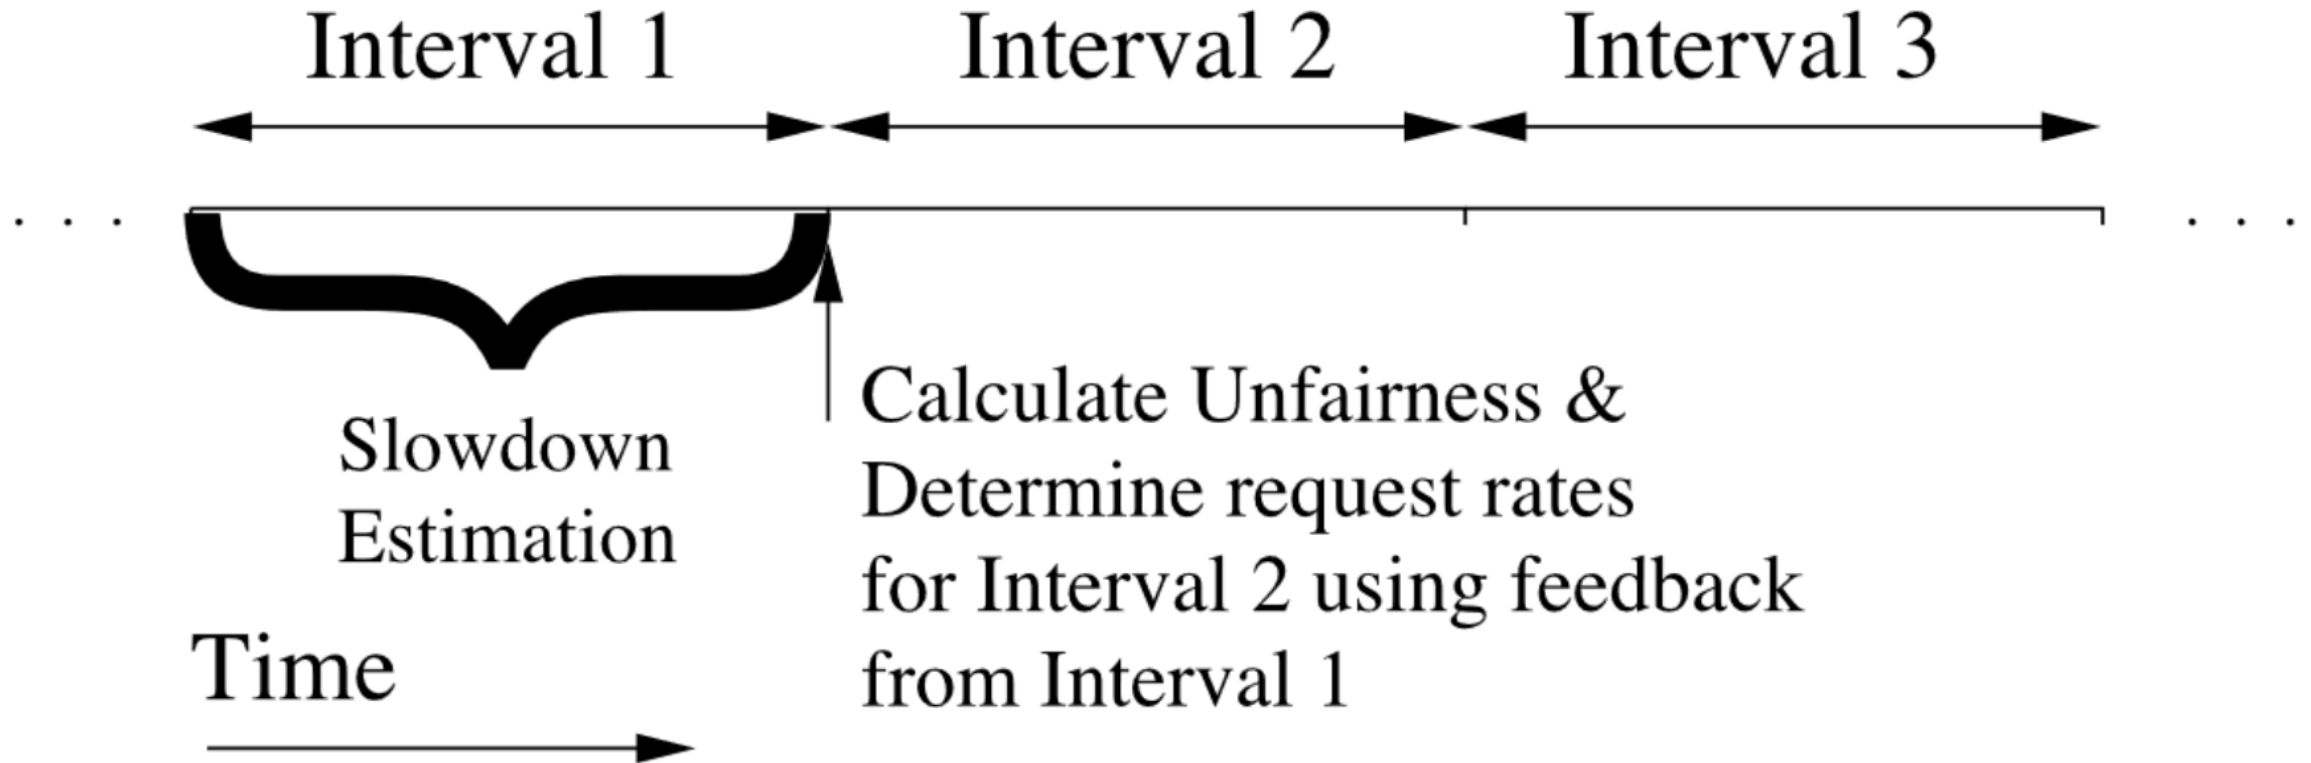 Interval 1
Interval 2
Interval 3
. . .
. . .
Slowdown
Estimation
Calculate Unfairness &
Determine request rates
for Interval 2 using feedback
from Interval 1
Time